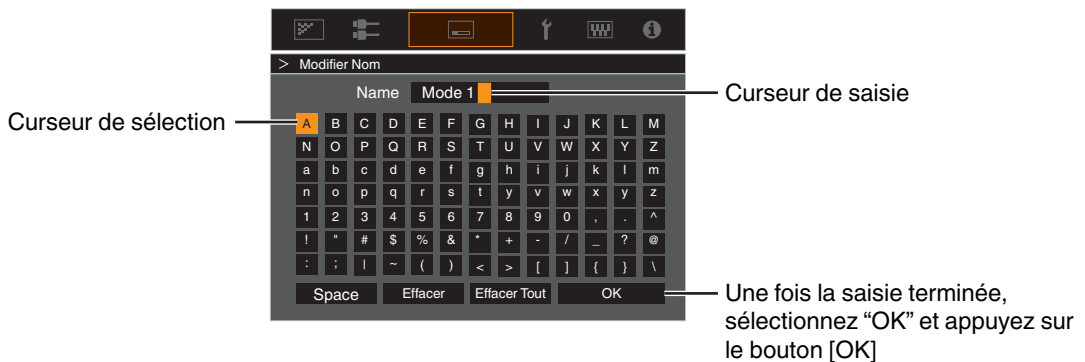 > Modifier Nom
Name Mode 1
Curseur de saisie
Curseur de sélection
A B C D E F G H I J K L M
N O P Q R S T U V W X Y Z
a b c d e f g h i j k l m
n o p q r s t y v w x y z
1 2 3 4 5 6 7 8 9 0 , . ^
! " # $ % & * + - / _ ? @
: ; | ~ ( ) < > [ ] { } \
Space Effacer Effacer Tout OK
Une fois la saisie terminée,
sélectionnez “OK” et appuyez sur
le bouton [OK]